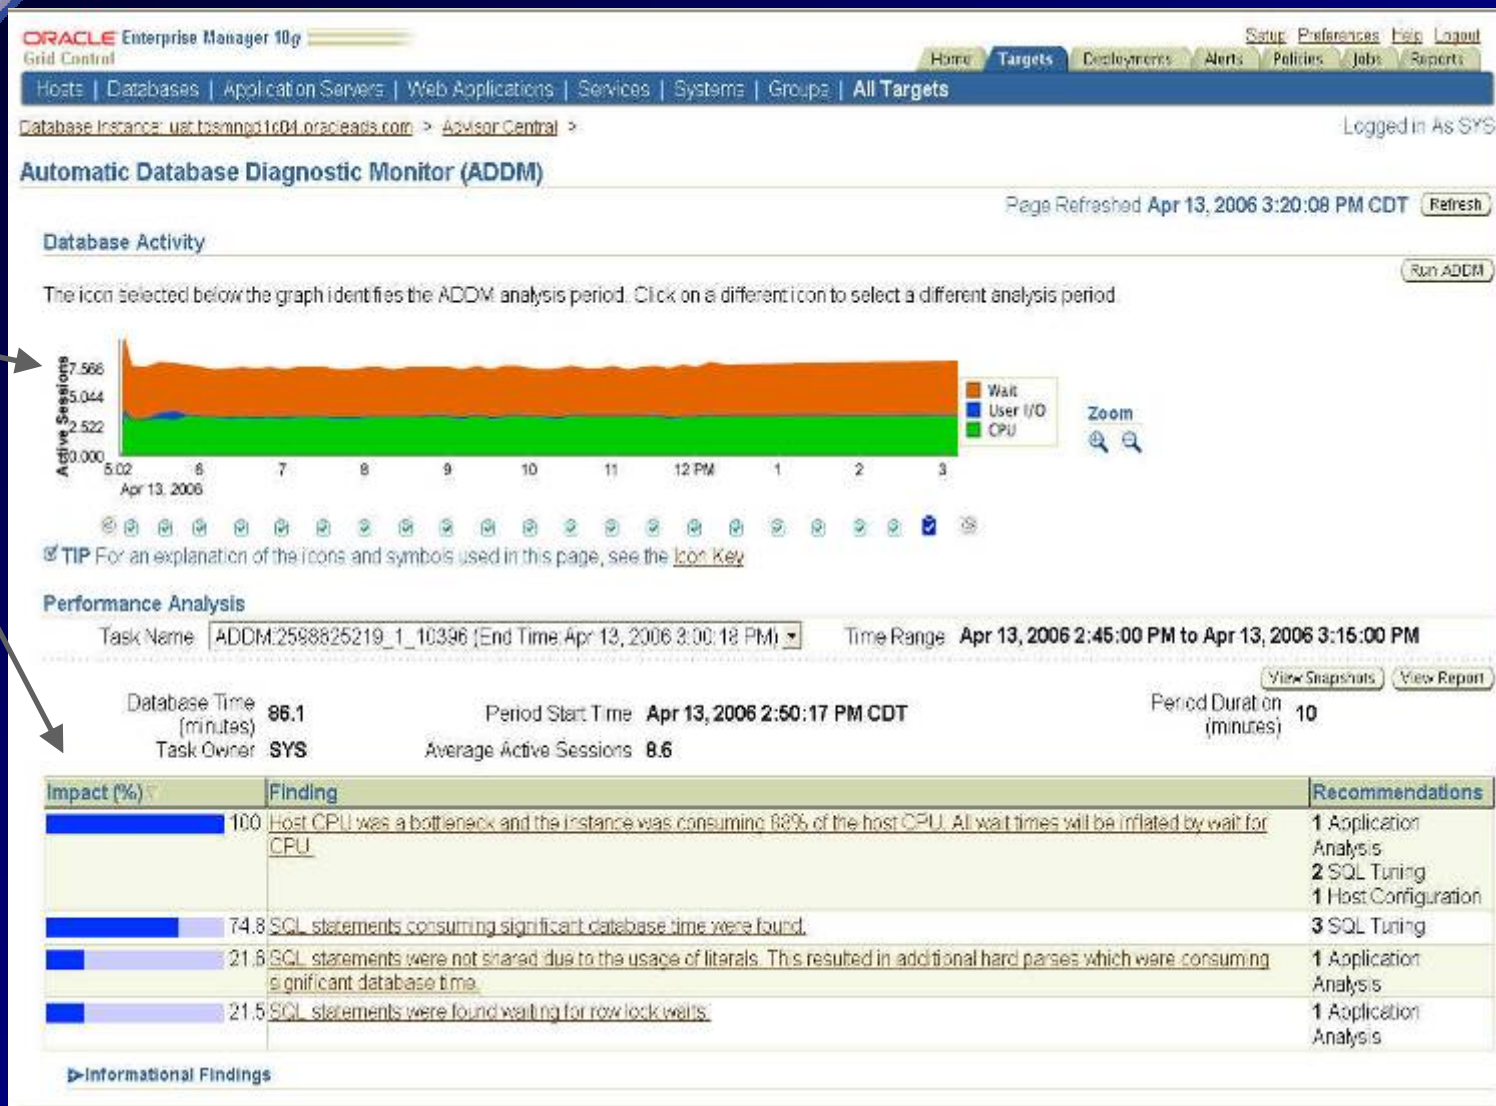 ORACLE Enterprise Manager 10g
Grid Control
Setup Preferences Help Logout
Home Targets Deployments Alerts Policies Jobs Reports
Hosts | Databases | Application Servers | Web Applications | Services | Systems | Groups | All Targets
Database Instance: > Advisor Central >
Logged in As SYS
Automatic Database Diagnostic Monitor (ADDM)
Page Refreshed Apr 13, 2006 3:20:08 PM CDT Refresh
Database Activity
Run ADDM
The icon selected below the graph identifies the ADDM analysis period. Click on a different icon to select a different analysis period.
Active Sessions
7.566
5.044
2.522
0.000
5:02 6 7 8 9 10 11 12 PM 1 2 3
Apr 13, 2006
Wait
User I/O
CPU
Zoom
TIP For an explanation of the icons and symbols used in this page, see the Icon Key
Performance Analysis
Task Name ADDM:2598825219_1_10396 (End Time Apr 13, 2006 3:00:18 PM) Time Range Apr 13, 2006 2:45:00 PM to Apr 13, 2006 3:15:00 PM
View Snapshots View Report
Database Time (minutes) 86.1 Period Start Time Apr 13, 2006 2:50:17 PM CDT Period Duration (minutes) 10
Task Owner SYS Average Active Sessions 8.6
Impact (%) Finding Recommendations
100 Host CPU was a bottleneck and the instance was consuming 88% of the host CPU. All wait times will be inflated by wait for CPU. 1 Application Analysis 2 SQL Tuning 1 Host Configuration
74.8 SQL statements consuming significant database time were found. 3 SQL Tuning
21.8 SQL statements were not shared due to the usage of literals. This resulted in additional hard parses which were consuming significant database time. 1 Application Analysis
21.5 SQL statements were found waiting for row lock waits. 1 Application Analysis
Informational Findings